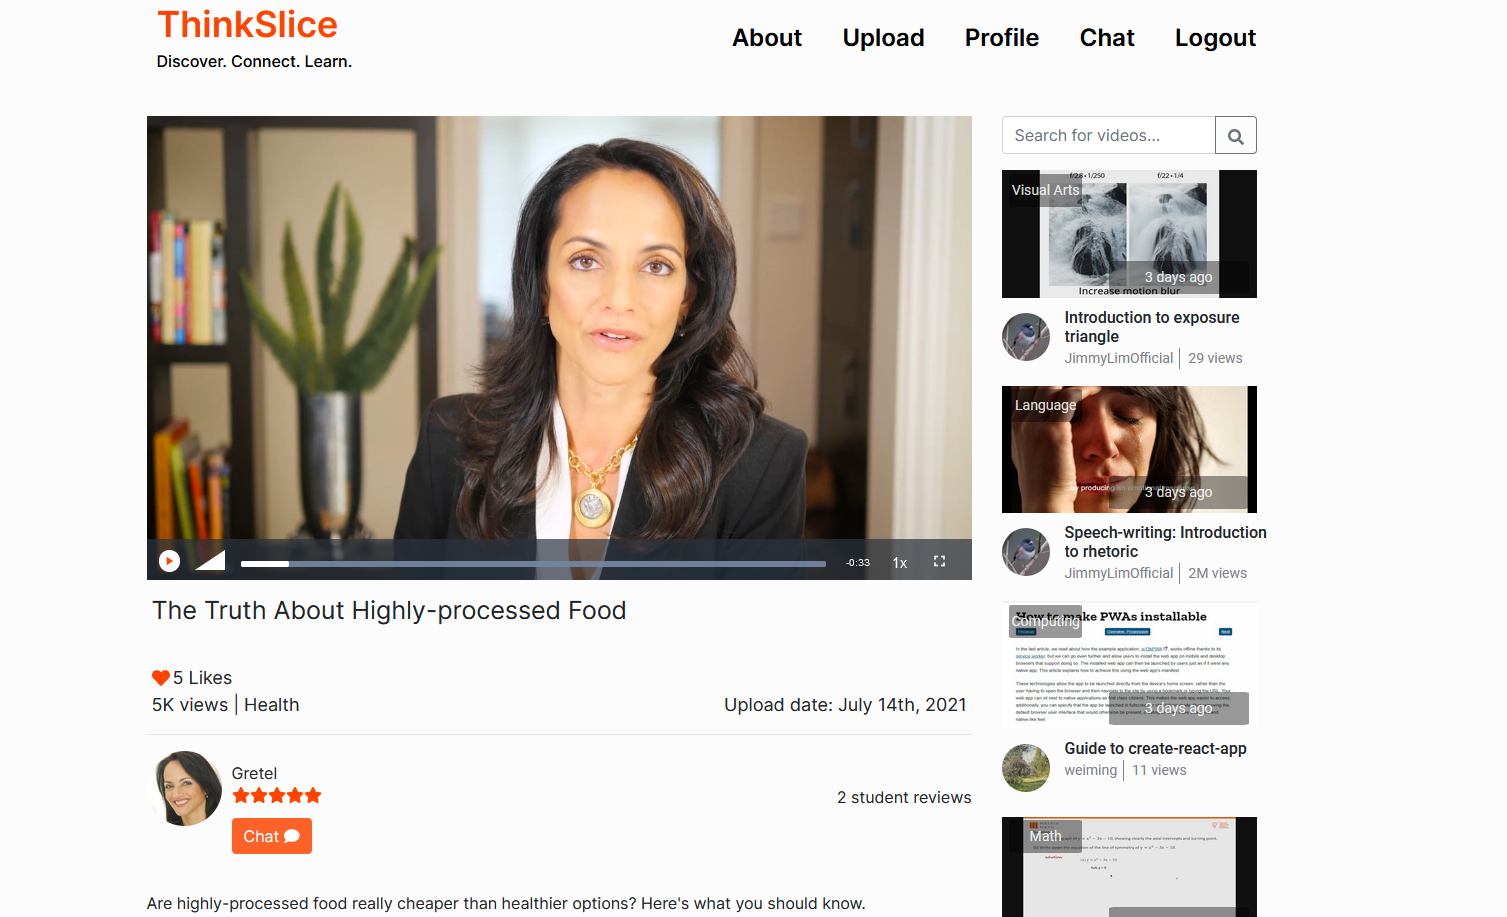 ThinkSlice
Discover. Connect. Learn.
About
Upload
Profile
Chat
Logout
-0:33
1x
The Truth About Highly-processed Food
5 Likes
5K views | Health
Upload date: July 14th, 2021
Gretel
2 student reviews
Chat
Are highly-processed food really cheaper than healthier options? Here's what you should know.
Search for videos...
f/2.8 • 1/250
f/22 • 1/4
Visual Arts
3 days ago
Increase motion blur
Introduction to exposure
triangle
JimmyLimOfficial | 29 views
Language
by producing
3 days ago
Speech-writing: Introduction
to rhetoric
JimmyLimOfficial | 2M views
How to make PWAs installable
Computing
3 days ago
Guide to create-react-app
weiming | 11 views
Math